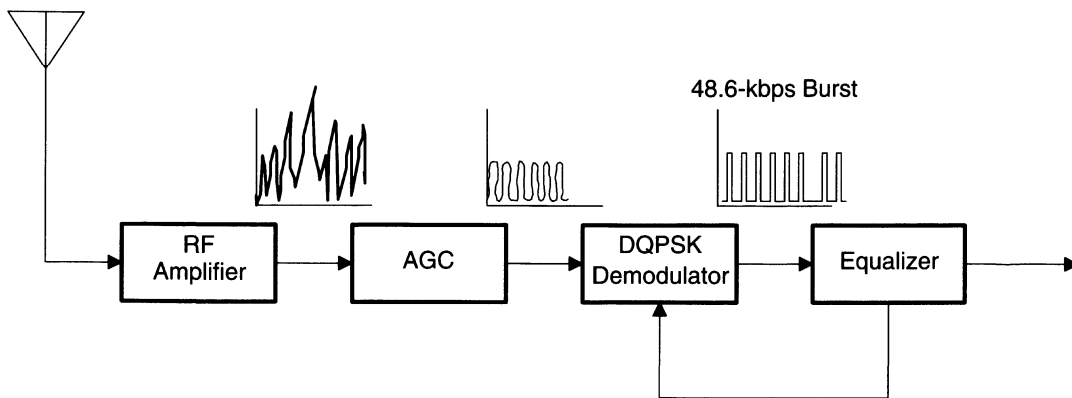 48.6-kbps Burst
RF
Amplifier
AGC
DQPSK
Demodulator
Equalizer